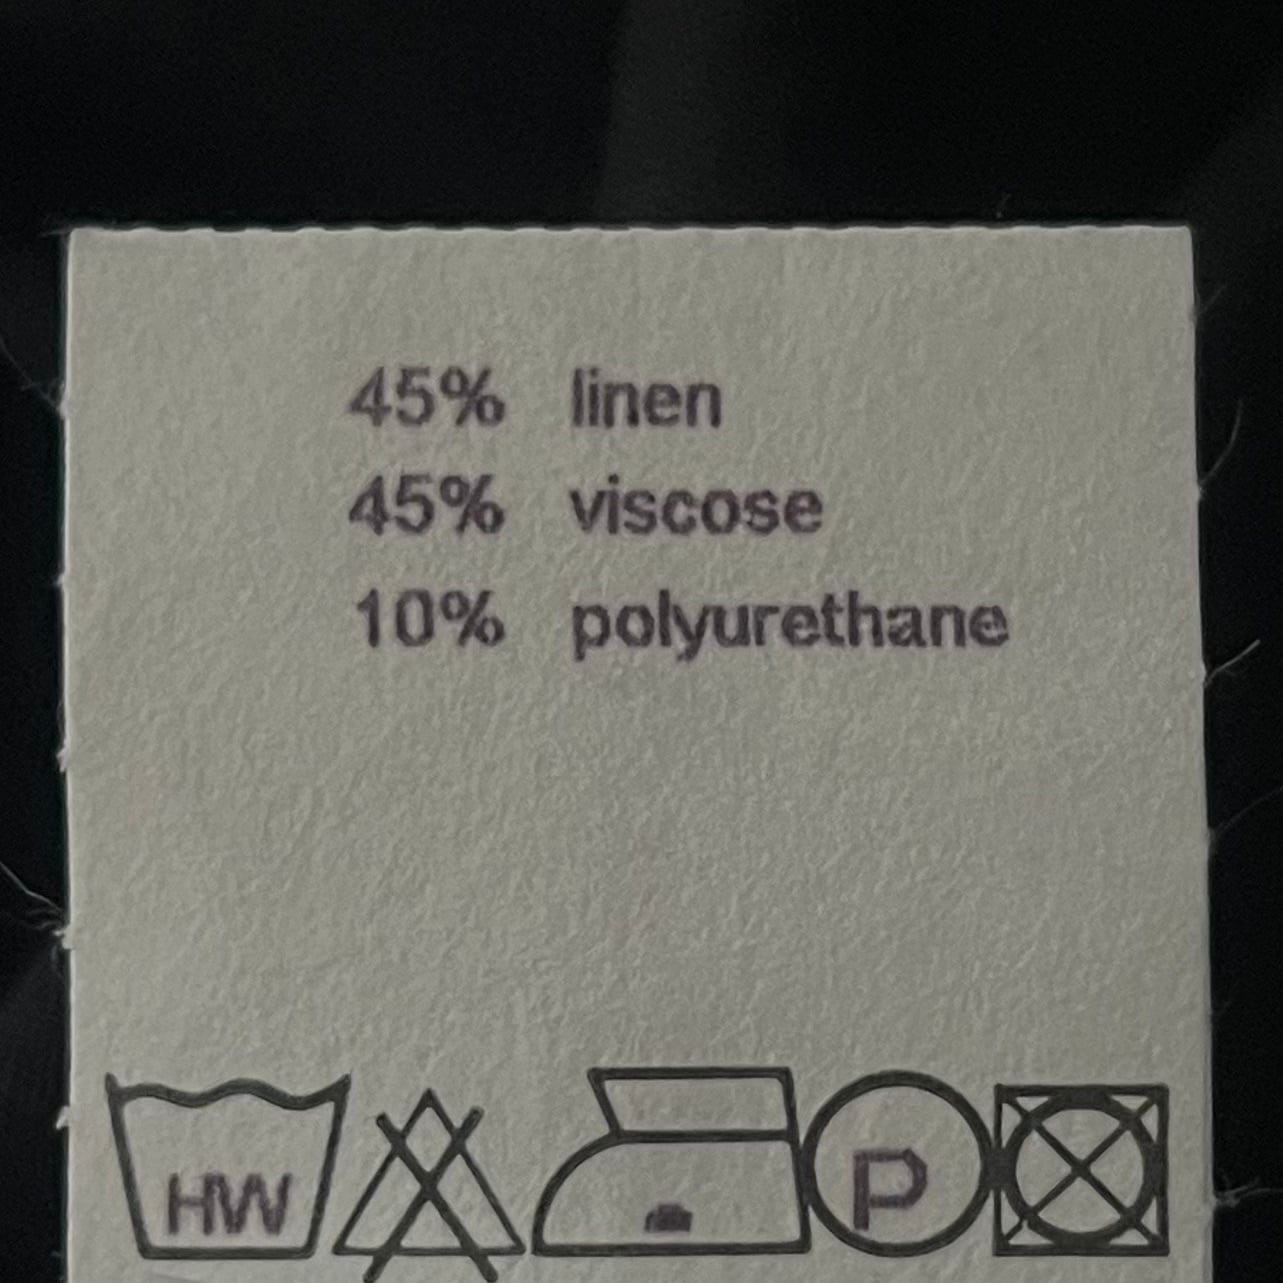 45% linen
45% viscose
10% polyurethane
HW P